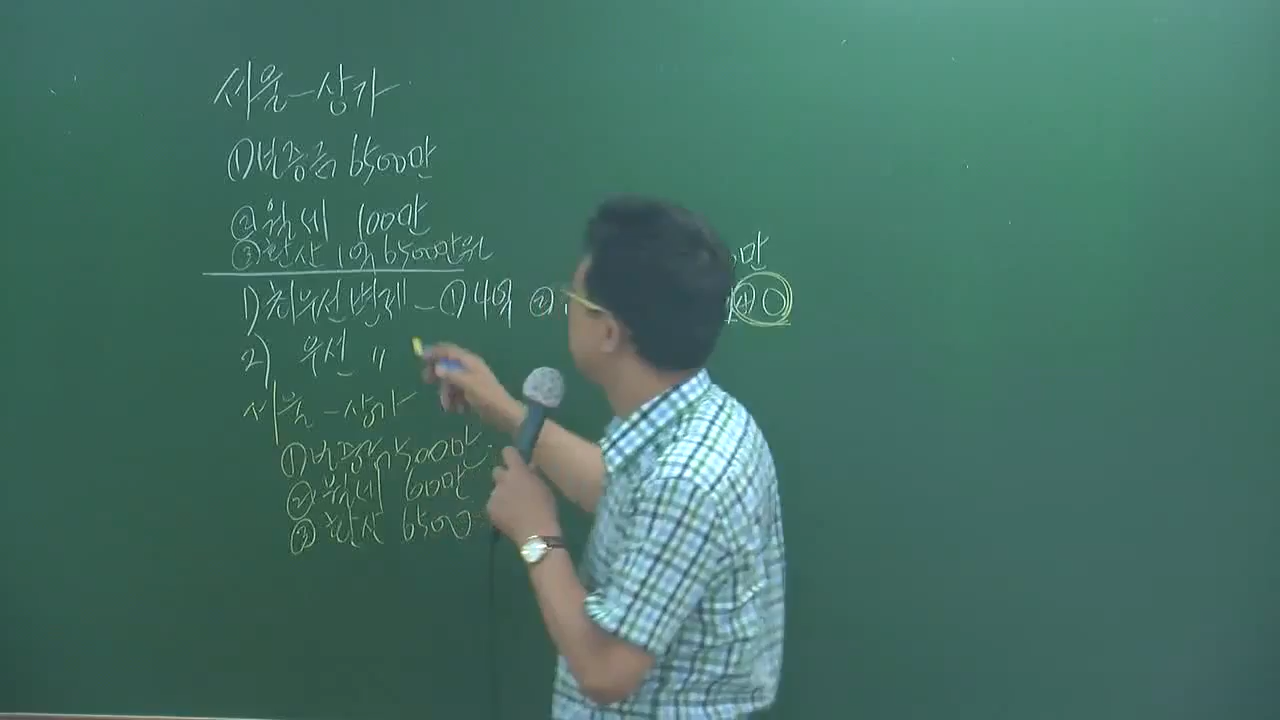 서울-상가
①보증금 6500만
②월세 100만
③환산 1억 6500만원
1)최우선변제-①4억 ② ④0
만
2) 우선 〃
서울-상가
①보증금 500만
②월세 60만
③환산 6500